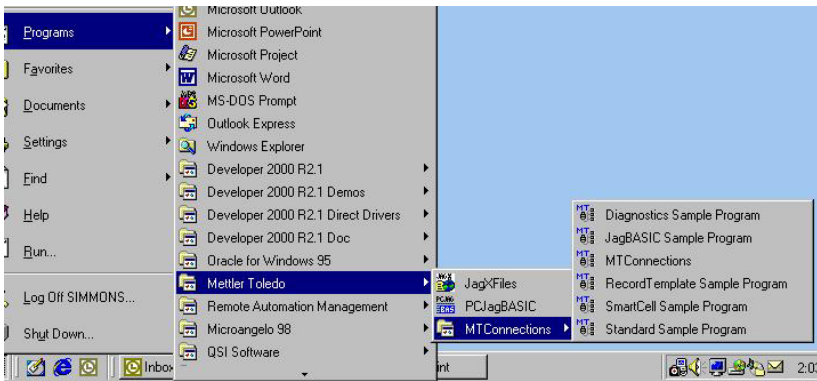 Programs
Favorites
Documents
Settings
Find
Help
Run...
Log Off SIMMONS...
Shut Down...
Microsoft Outlook
Microsoft PowerPoint
Microsoft Project
Microsoft Word
MS-DOS Prompt
Outlook Express
Windows Explorer
Developer 2000 R2.1
Developer 2000 R2.1 Demos
Developer 2000 R2.1 Direct Drivers
Developer 2000 R2.1 Doc
Oracle for Windows 95
Mettler Toledo
Remote Automation Management
Microangelo 98
QSI Software
JagXFiles
PCJagBASIC
MTConnections
Diagnostics Sample Program
JagBASIC Sample Program
MTConnections
RecordTemplate Sample Program
SmartCell Sample Program
Standard Sample Program
Inbox
int
2:0